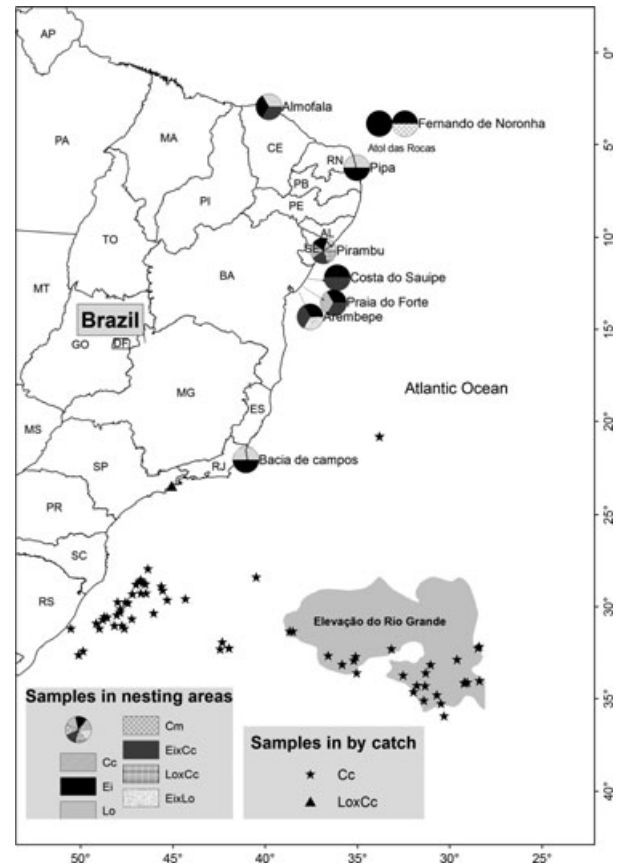 AP
0°
PA
MA
CE
Almofala
Fernando de Noronha
Atol das Rocas
RN
Pipa
5°
PB
PE
PI
TO
AL
SE
Pirambu
10°
BA
Costa do Sauipe
MT
Praia do Forte
Arembepe
Brazil
15°
GO
DF
MG
Atlantic Ocean
ES
MS
20°
SP
RJ
Bacia de campos
PR
25°
SC
RS
Elevação do Rio Grande
30°
Samples in nesting areas
Cm
Cc
EixCc
Ei
LoxCc
Lo
EixLo
Samples in by catch
Cc
LoxCc
35°
40°
50°
45°
40°
35°
30°
25°